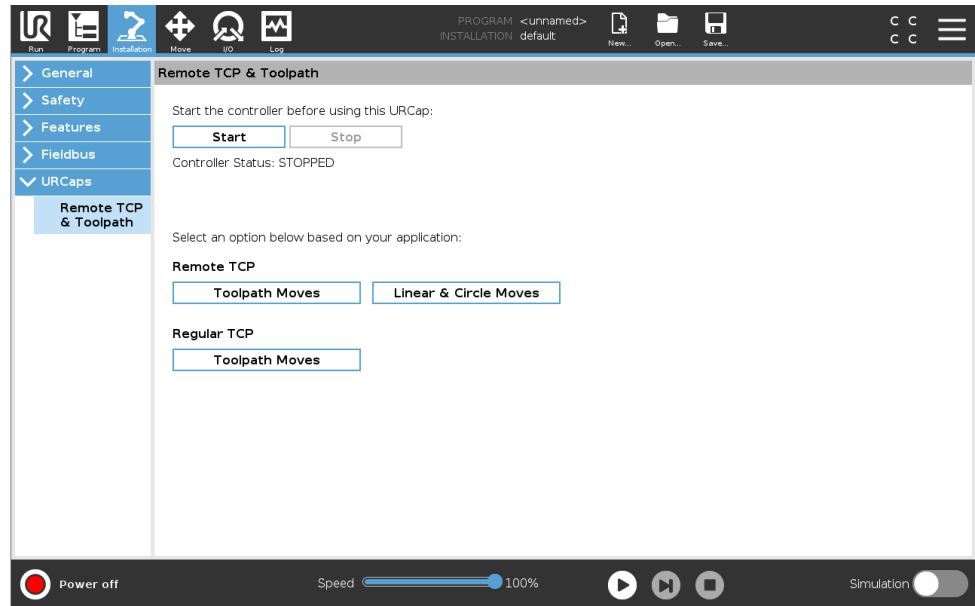 PROGRAM <unnamed>
INSTALLATION default
C C
C C
UR
Run
Program
Installation
Move
I/O
Log
New...
Open...
Save...
General
Safety
Features
Fieldbus
URCaps
Remote TCP
& Toolpath
Remote TCP & Toolpath
Start the controller before using this URCap:
Start Stop
Controller Status: STOPPED
Select an option below based on your application:
Remote TCP
Toolpath Moves Linear & Circle Moves
Regular TCP
Toolpath Moves
Power off
Speed 100%
Simulation